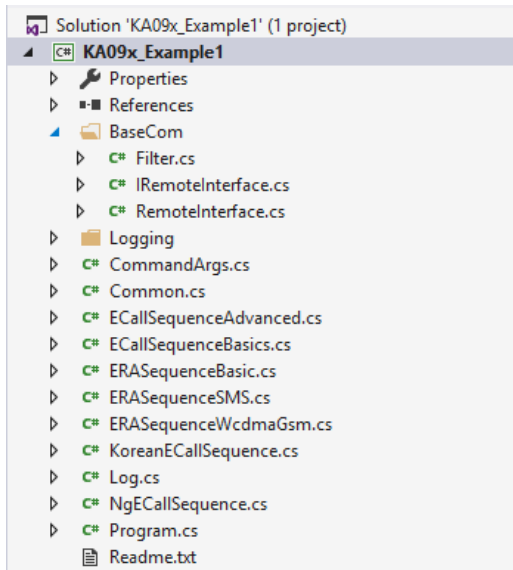 Solution 'KA09x_Example1' (1 project)
C# KA09x_Example1
Properties
References
BaseCom
C# Filter.cs
C# IRemoteInterface.cs
C# RemoteInterface.cs
Logging
C# CommandArgs.cs
C# Common.cs
C# ECallSequenceAdvanced.cs
C# ECallSequenceBasics.cs
C# ERASequenceBasic.cs
C# ERASequenceSMS.cs
C# ERASequenceWcdmaGsm.cs
C# KoreanECallSequence.cs
C# Log.cs
C# NgECallSequence.cs
C# Program.cs
Readme.txt